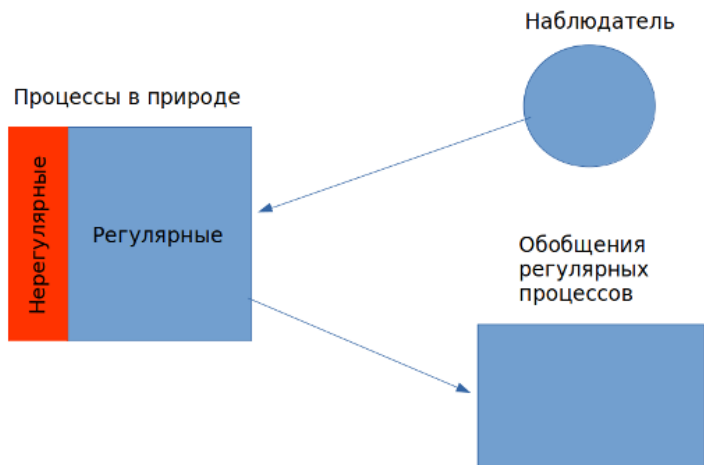 Наблюдатель
Процессы в природе
Нерегулярные
Регулярные
Обобщения
регулярных
процессов